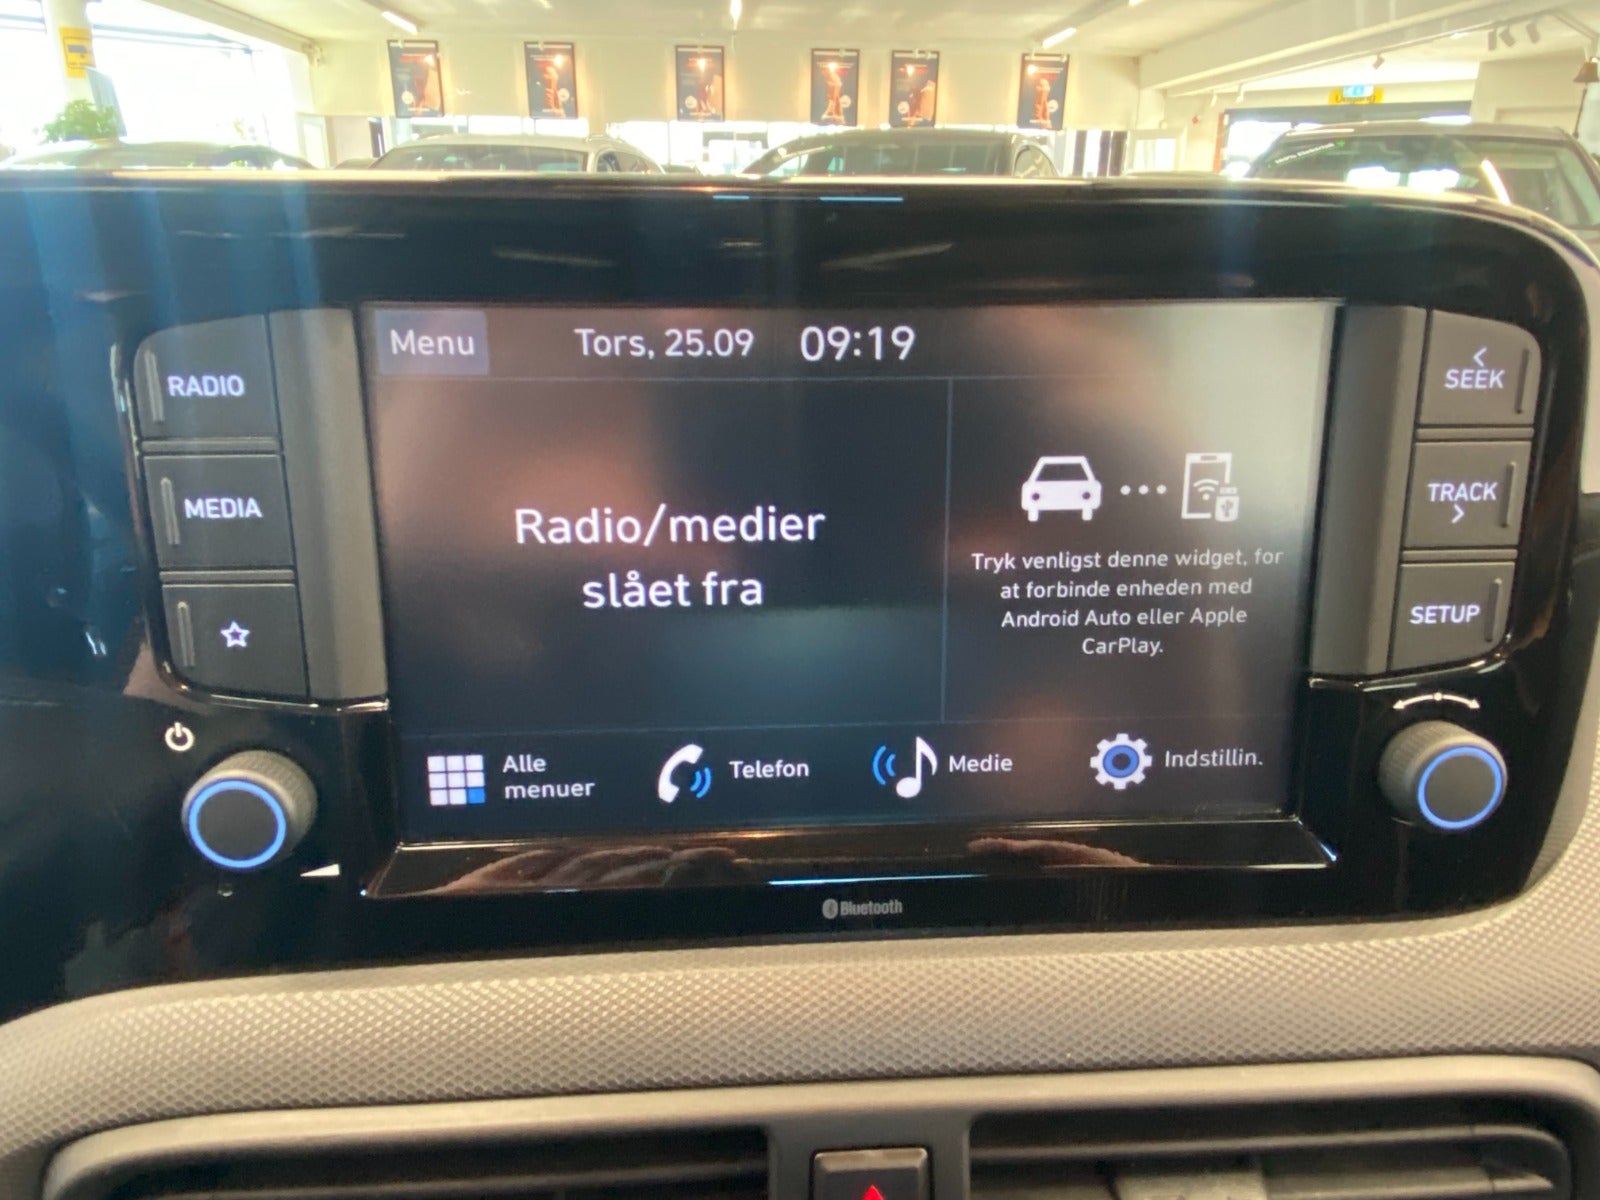 Menu
Tors, 25.09
09:19
RADIO
MEDIA
Radio/medier
slået fra
Tryk venligst denne widget, for
at forbinde enheden med
Android Auto eller Apple
CarPlay.
SEEK
TRACK
SETUP
Alle
menuer
Telefon
Medie
Indstillin.
Bluetooth